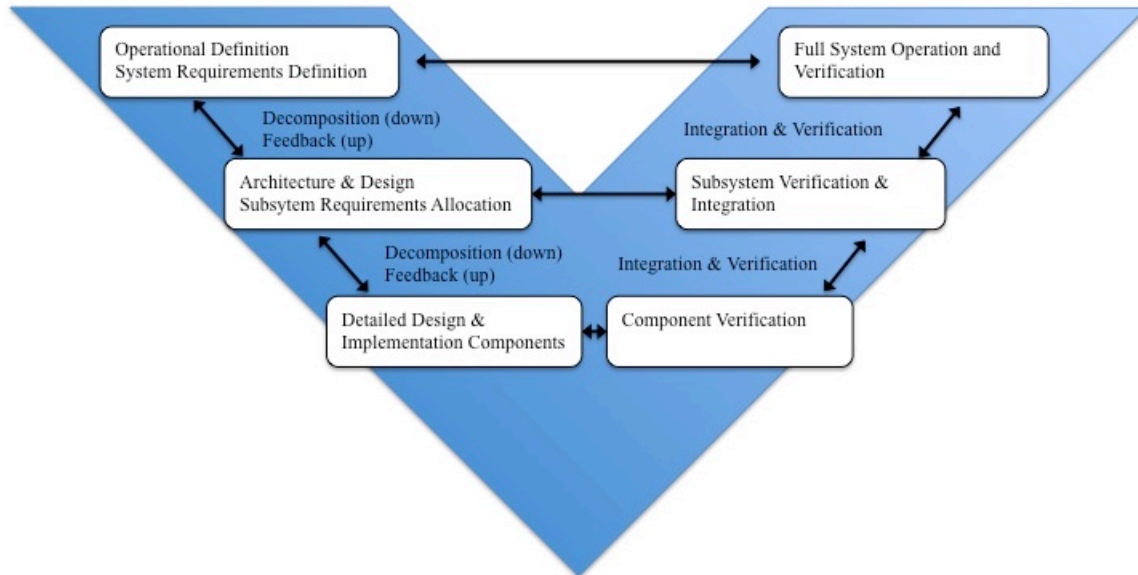 Operational Definition
System Requirements Definition
Full System Operation and
Verification
Decomposition (down)
Feedback (up)
Integration & Verification
Architecture & Design
Subsytem Requirements Allocation
Subsystem Verification &
Integration
Decomposition (down)
Feedback (up)
Integration & Verification
Detailed Design &
Implementation Components
Component Verification